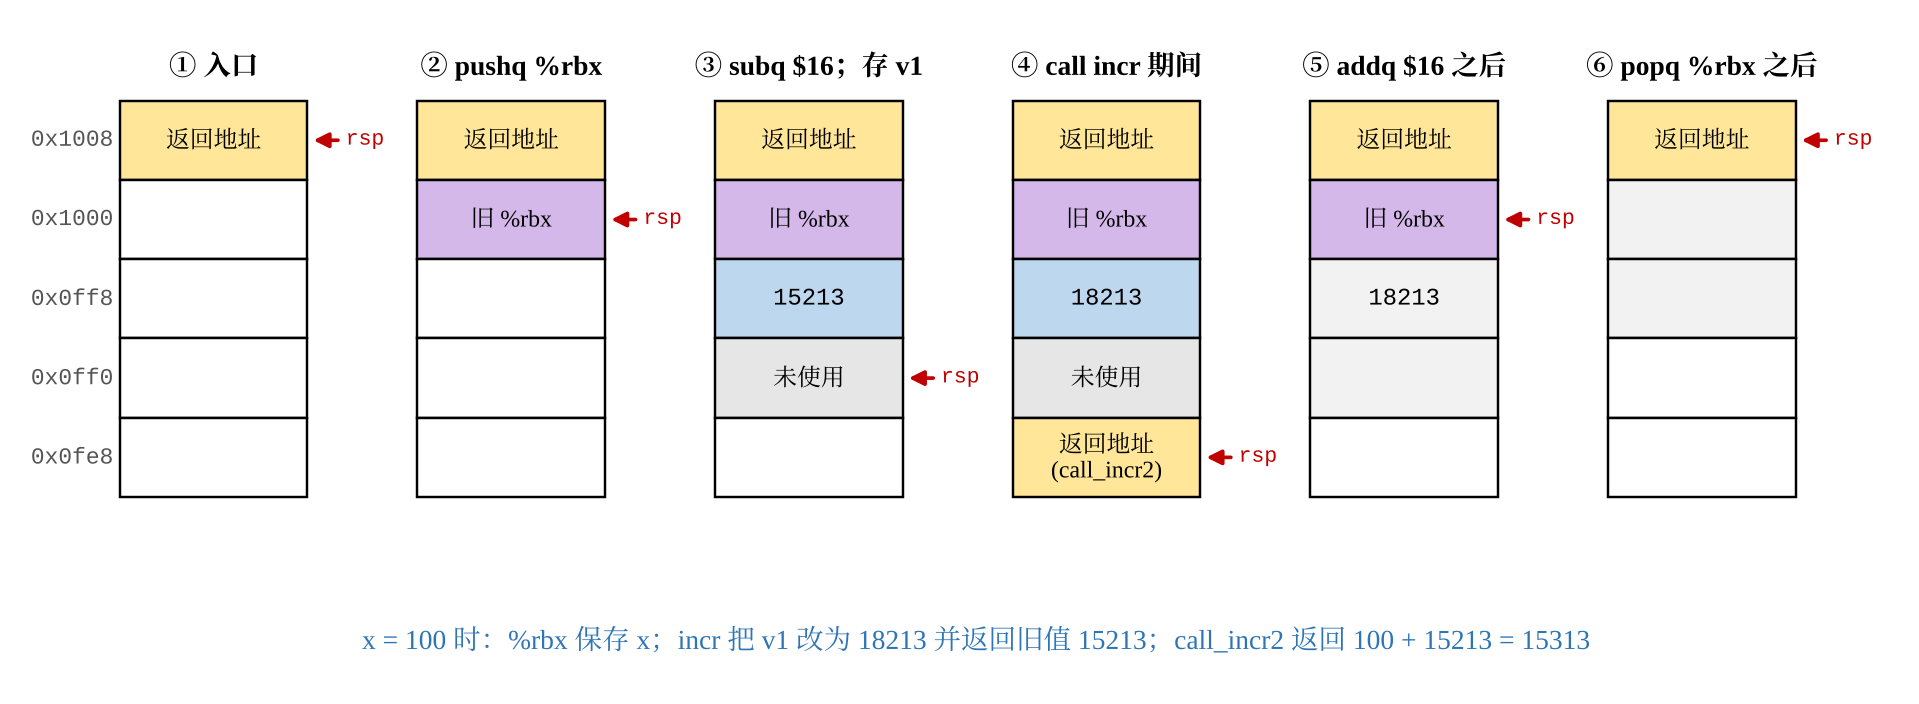 ① 入口
② pushq %rbx
③ subq $16；存 v1
④ call incr 期间
⑤ addq $16 之后
⑥ popq %rbx 之后
0x1008
返回地址
rsp
返回地址
返回地址
返回地址
返回地址
返回地址
rsp
0x1000
旧 %rbx
rsp
旧 %rbx
旧 %rbx
旧 %rbx
rsp
0x0ff8
15213
18213
18213
0x0ff0
未使用
rsp
未使用
0x0fe8
返回地址
(call_incr2)
rsp
x = 100 时：%rbx 保存 x；incr 把 v1 改为 18213 并返回旧值 15213；call_incr2 返回 100 + 15213 = 15313